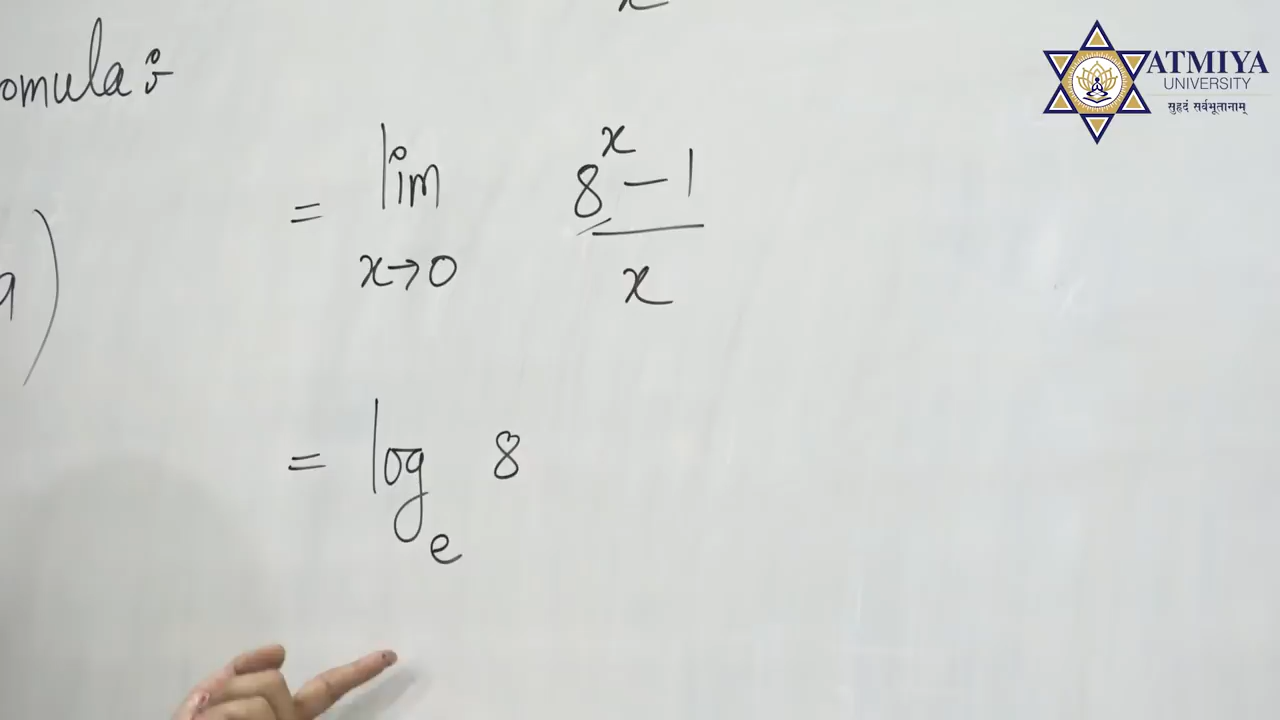 x
ATMIYA
UNIVERSITY
सुहृदं सर्वभूतानाम्
omula :-
= lim 8^x - 1
x→0 x
a)
= log_e 8